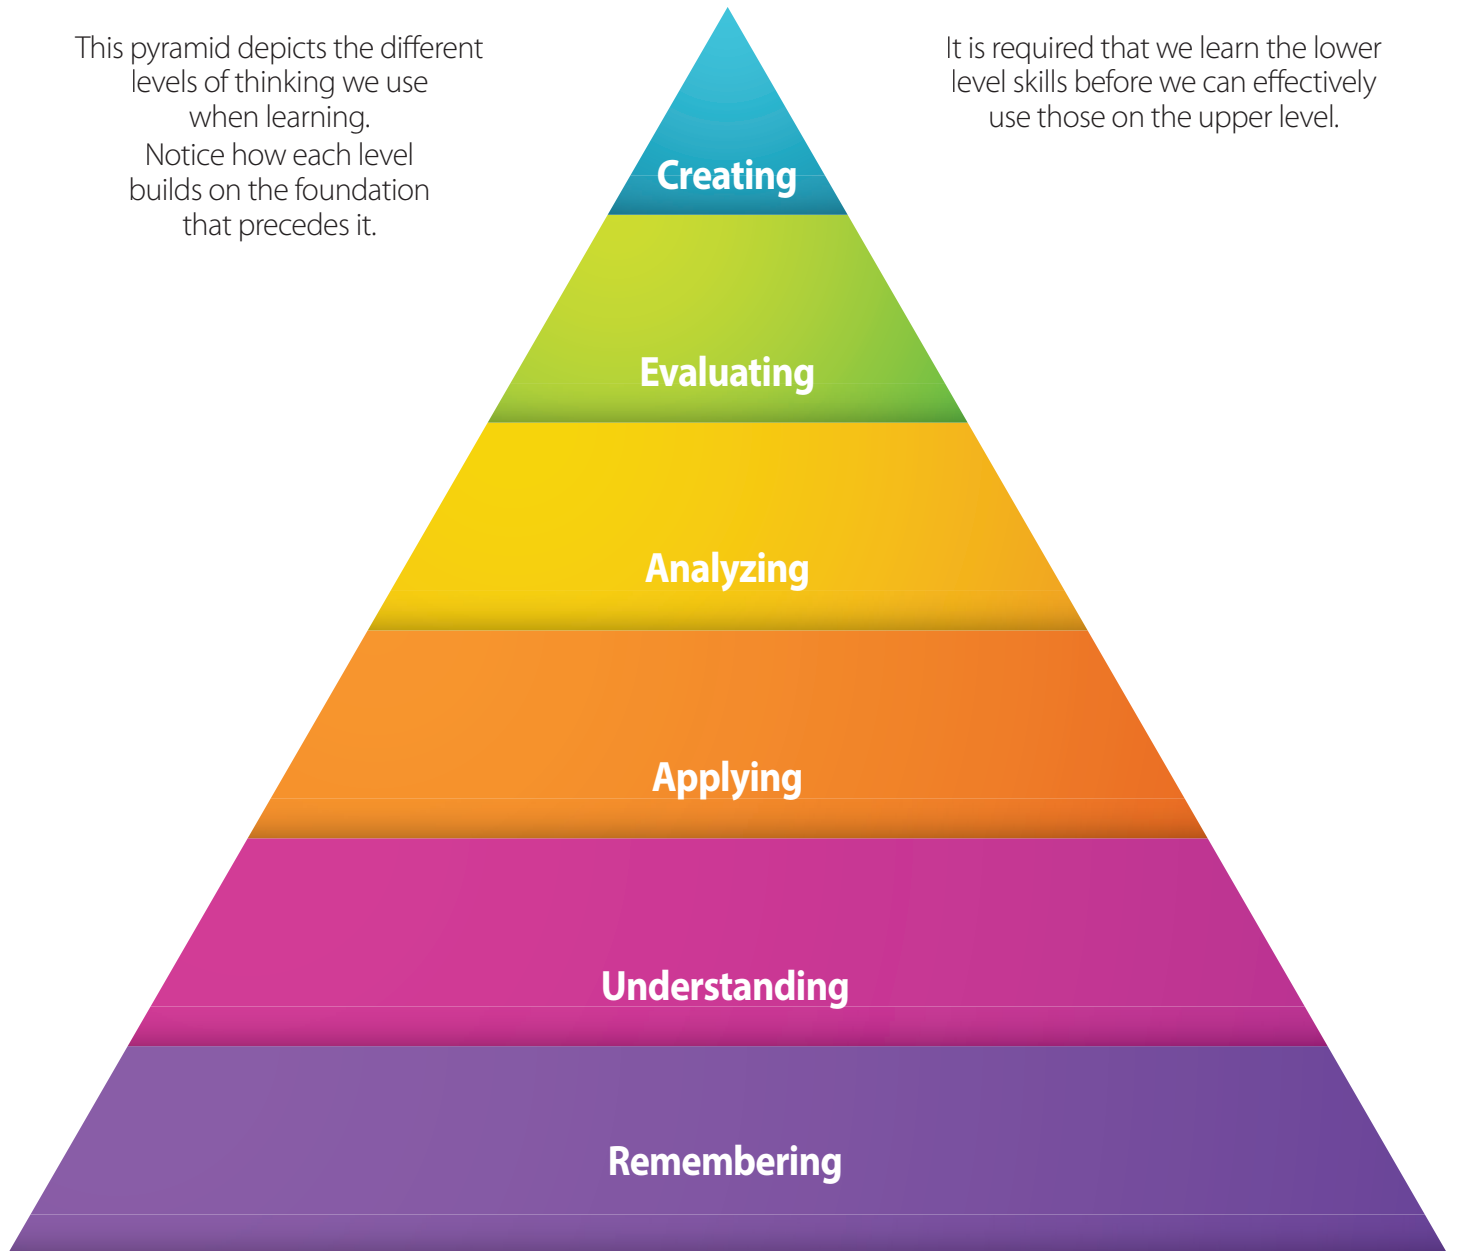 This pyramid depicts the different
levels of thinking we use
when learning.
Notice how each level
builds on the foundation
that precedes it.
It is required that we learn the lower
level skills before we can effectively
use those on the upper level.
Creating
Evaluating
Analyzing
Applying
Understanding
Remembering